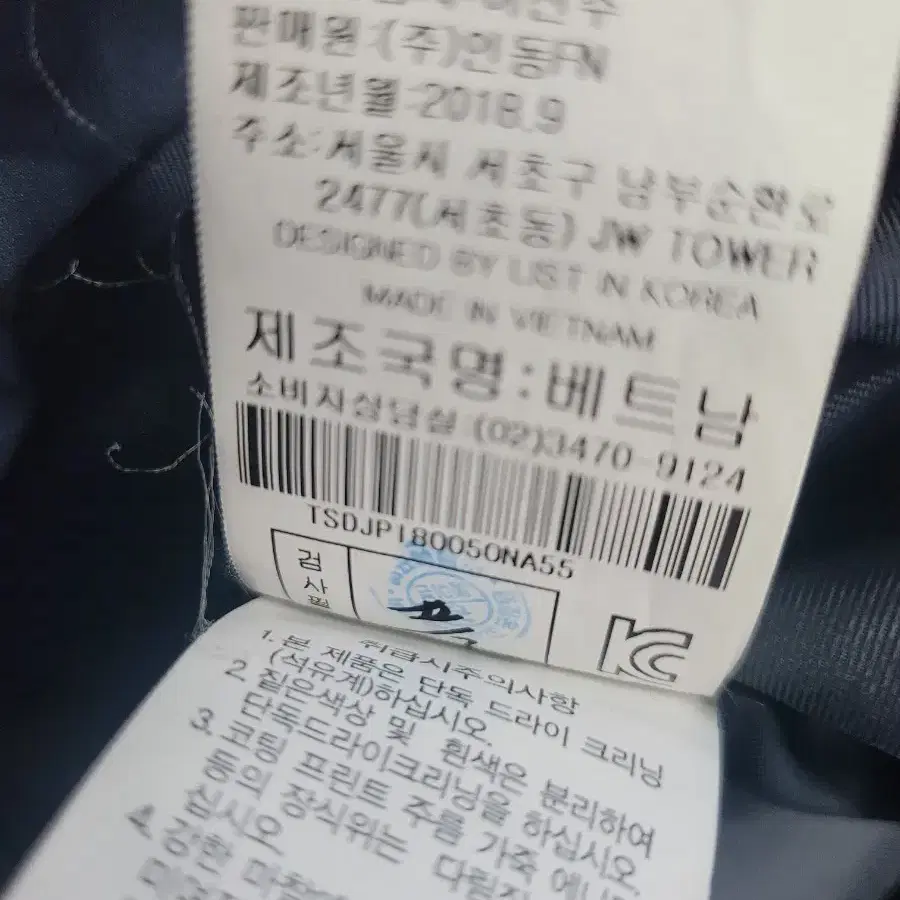 판매원:(주)인동FN
제조년월:2018.9
주소:서울시 서초구 남부순환로
2477(서초동) JW TOWER
DESIGNED BY LIST IN KOREA
MADE IN VIETNAM
제조국명:베트남
소비자상담실 (02)3470-9124
TSDJP180050NA55
검사필
취급시주의사항
1. 본 제품은 단독 드라이 크리닝
(석유계)하십시오.
2. 짙은색상 및 흰색은 분리하여
단독드라이크리닝을 하십시오.
3. 코팅 프린트 주름 가죽 에나
등의 장식위는 다림
십시오
4. 강한